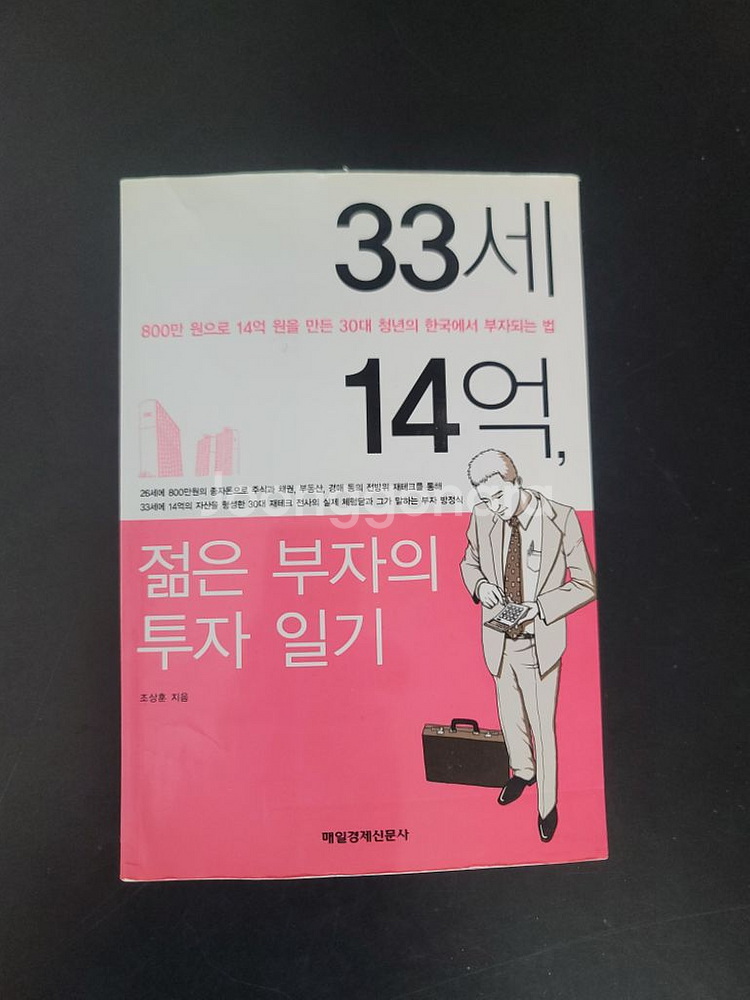 33세
800만 원으로 14억 원을 만든 30대 청년의 한국에서 부자되는 법
14억,
26세에 800만원의 종자돈으로 주식과 채권, 부동산, 경매 등의 전방위 재테크를 통해
33세에 14억의 자산을 형성한 30대 재테크 전사의 실제 체험담과 그가 말하는 부자 방정식
젊은 부자의
투자 일기
조상훈 지음
매일경제신문사